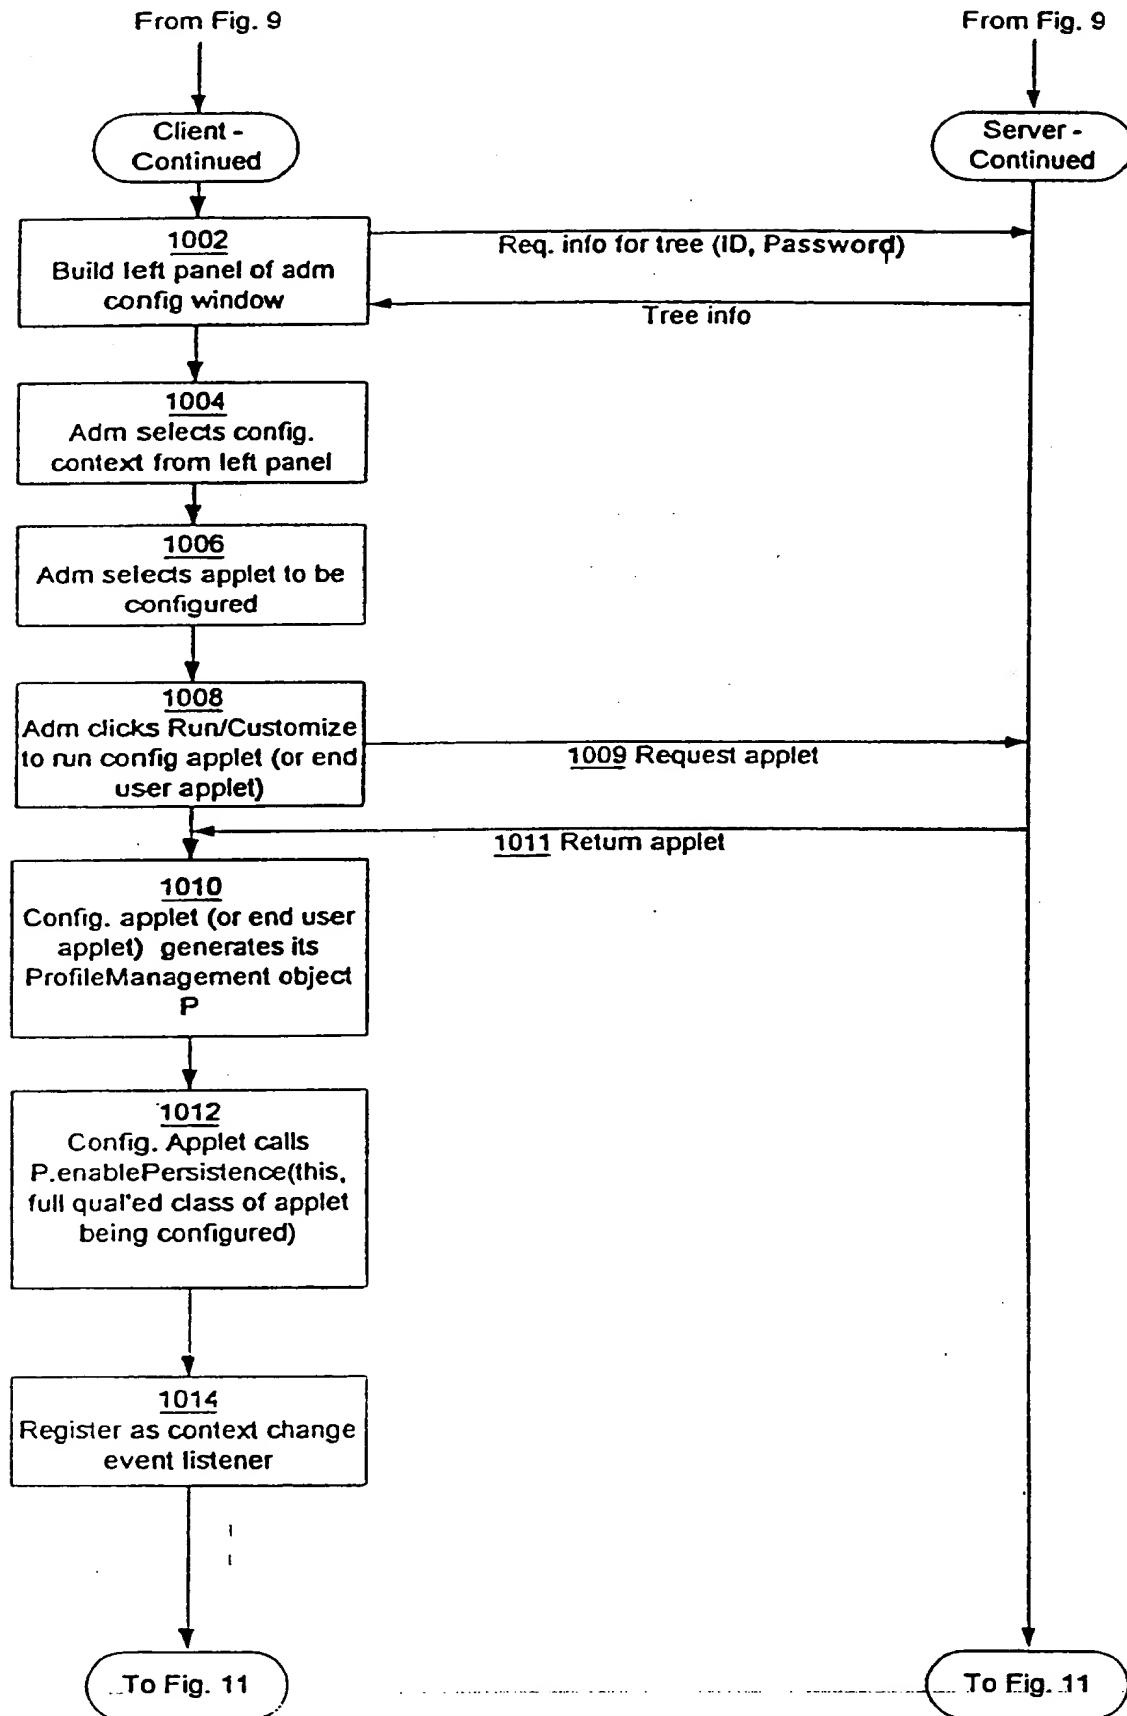 From Fig. 9
From Fig. 9
Client -
Continued
Server -
Continued
1002
Build left panel of adm
config window
Req. info for tree (ID, Password)
Tree info
1004
Adm selects config.
context from left panel
1006
Adm selects applet to be
configured
1008
Adm clicks Run/Customize
to run config applet (or end
user applet)
1009 Request applet
1011 Return applet
1010
Config. applet (or end user
applet) generates its
ProfileManagement object
P
1012
Config. Applet calls
P.enablePersistence(this,
full qual'ed class of applet
being configured)
1014
Register as context change
event listener
To Fig. 11
To Fig. 11